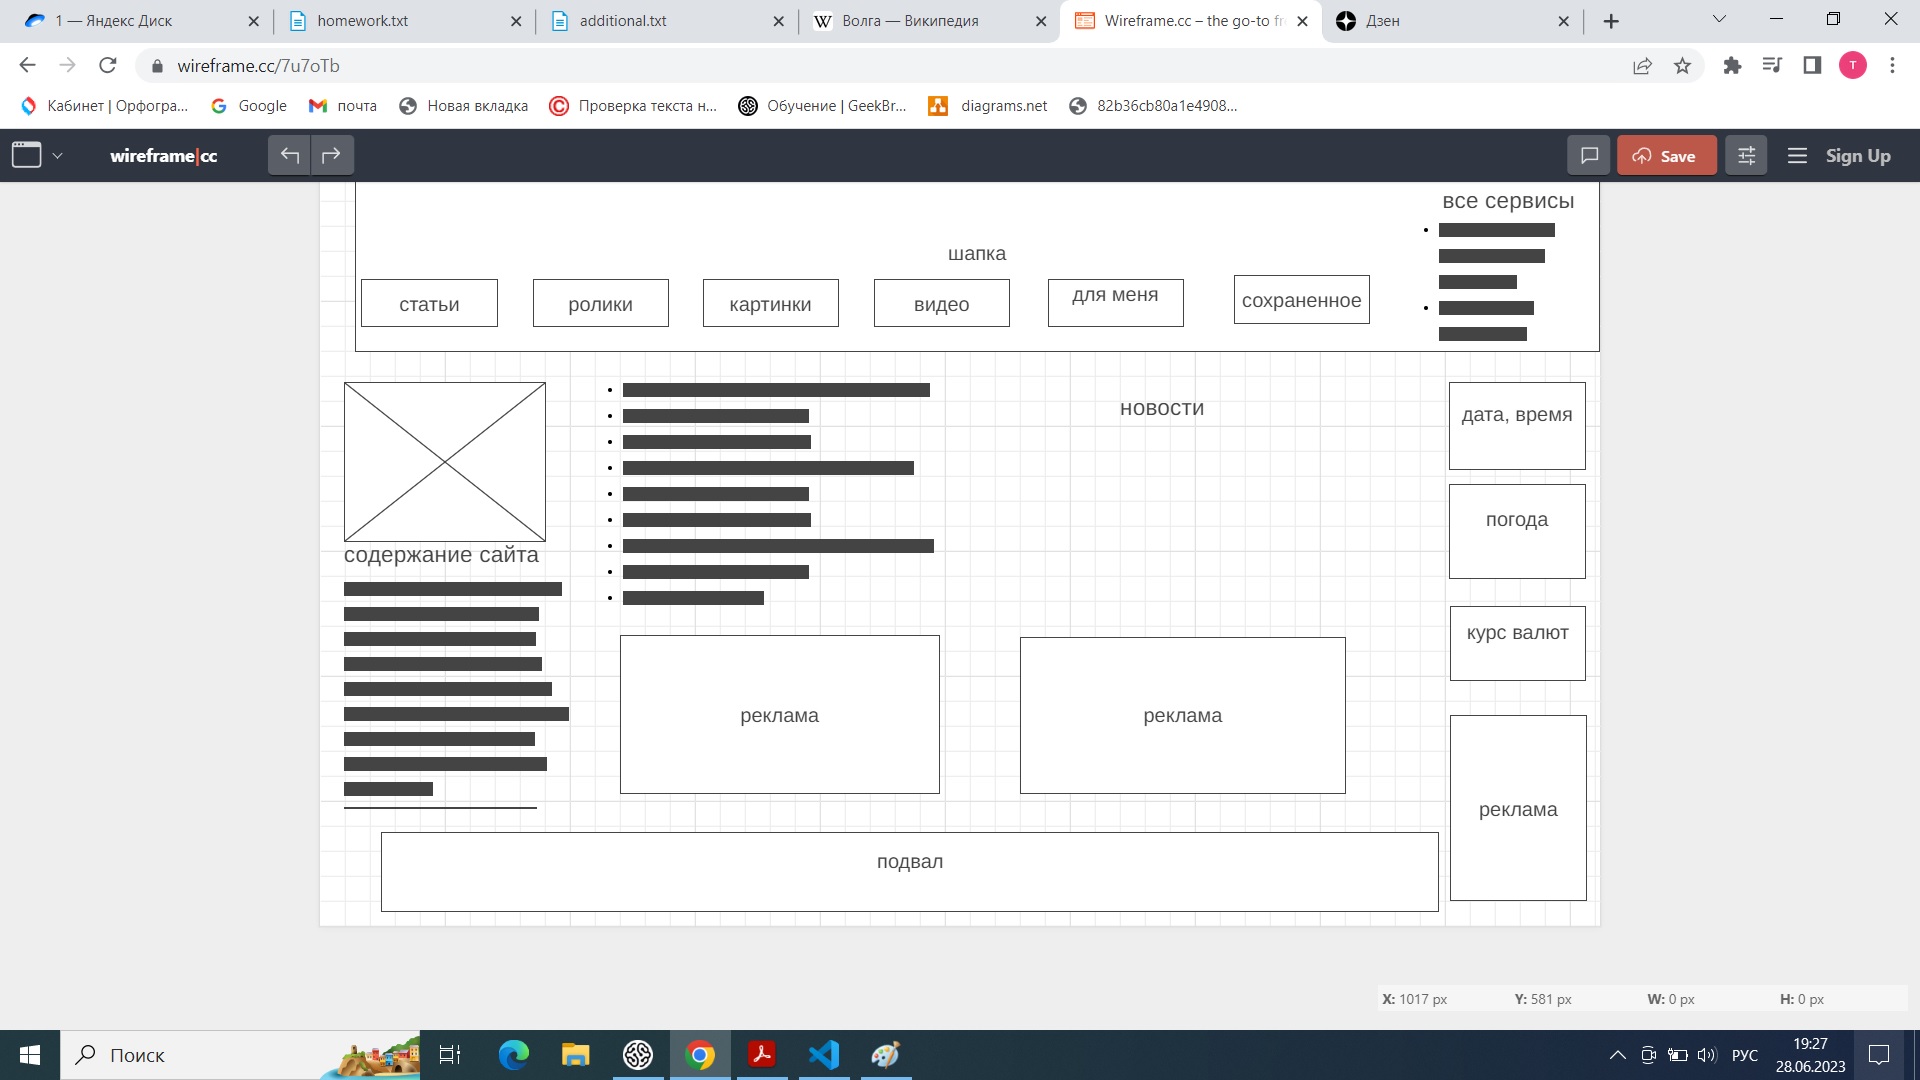 1 — Яндекс Диск
homework.txt
additional.txt
Волга — Википедия
Wireframe.cc – the go-to fr
Дзен
wireframe.cc/7u7oTb
T
Кабинет | Орфогра...
Google
почта
Новая вкладка
Проверка текста н...
Обучение | GeekBr...
diagrams.net
82b36cb80a1e4908...
wireframe|cc
Save
Sign Up
все сервисы
шапка
статьи
ролики
картинки
видео
для меня
сохраненное
новости
дата, время
погода
содержание сайта
курс валют
реклама
реклама
реклама
подвал
X: 1017 px
Y: 581 px
W: 0 px
H: 0 px
Поиск
РУС
19:27
28.06.2023